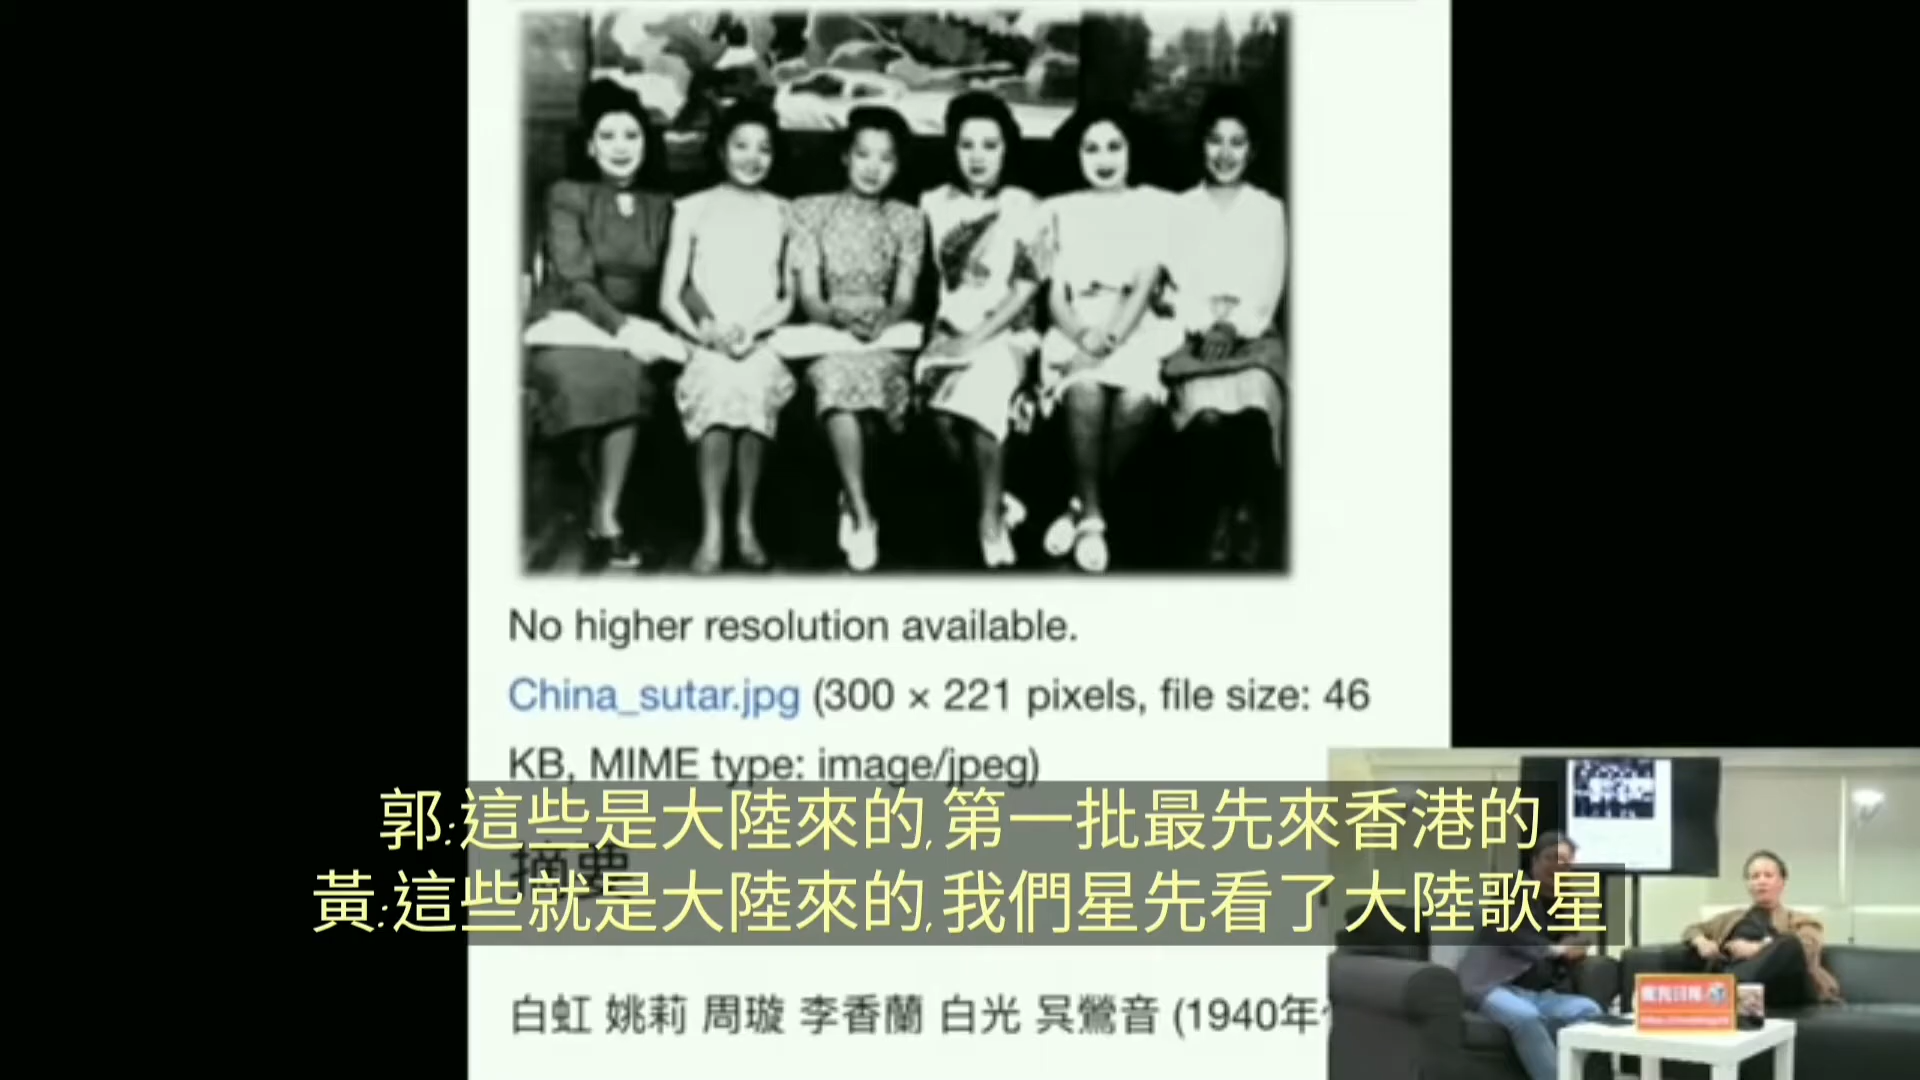 No higher resolution available.
China_sutar.jpg (300 × 221 pixels, file size: 46
KB, MIME type: image/jpeg)
郭:這些是大陸來的,第一批最先來香港的
摘要
黃:這些就是大陸來的,我們星先看了大陸歌星
白虹 姚莉 周璇 李香蘭 白光 吳鶯音 (1940年